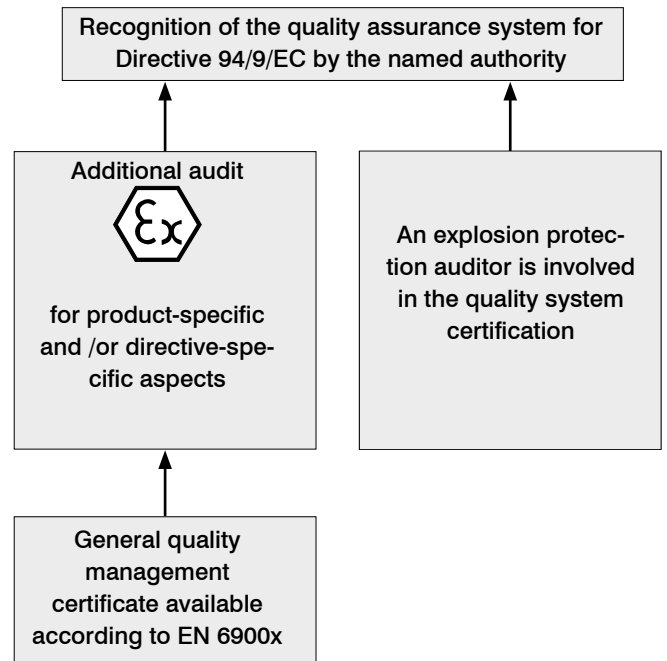 Recognition of the quality assurance system for
Directive 94/9/EC by the named authority
Additional audit
Ex
for product-specific
and /or directive-spe-
cific aspects
An explosion protec-
tion auditor is involved
in the quality system
certification
General quality
management
certificate available
according to EN 6900x